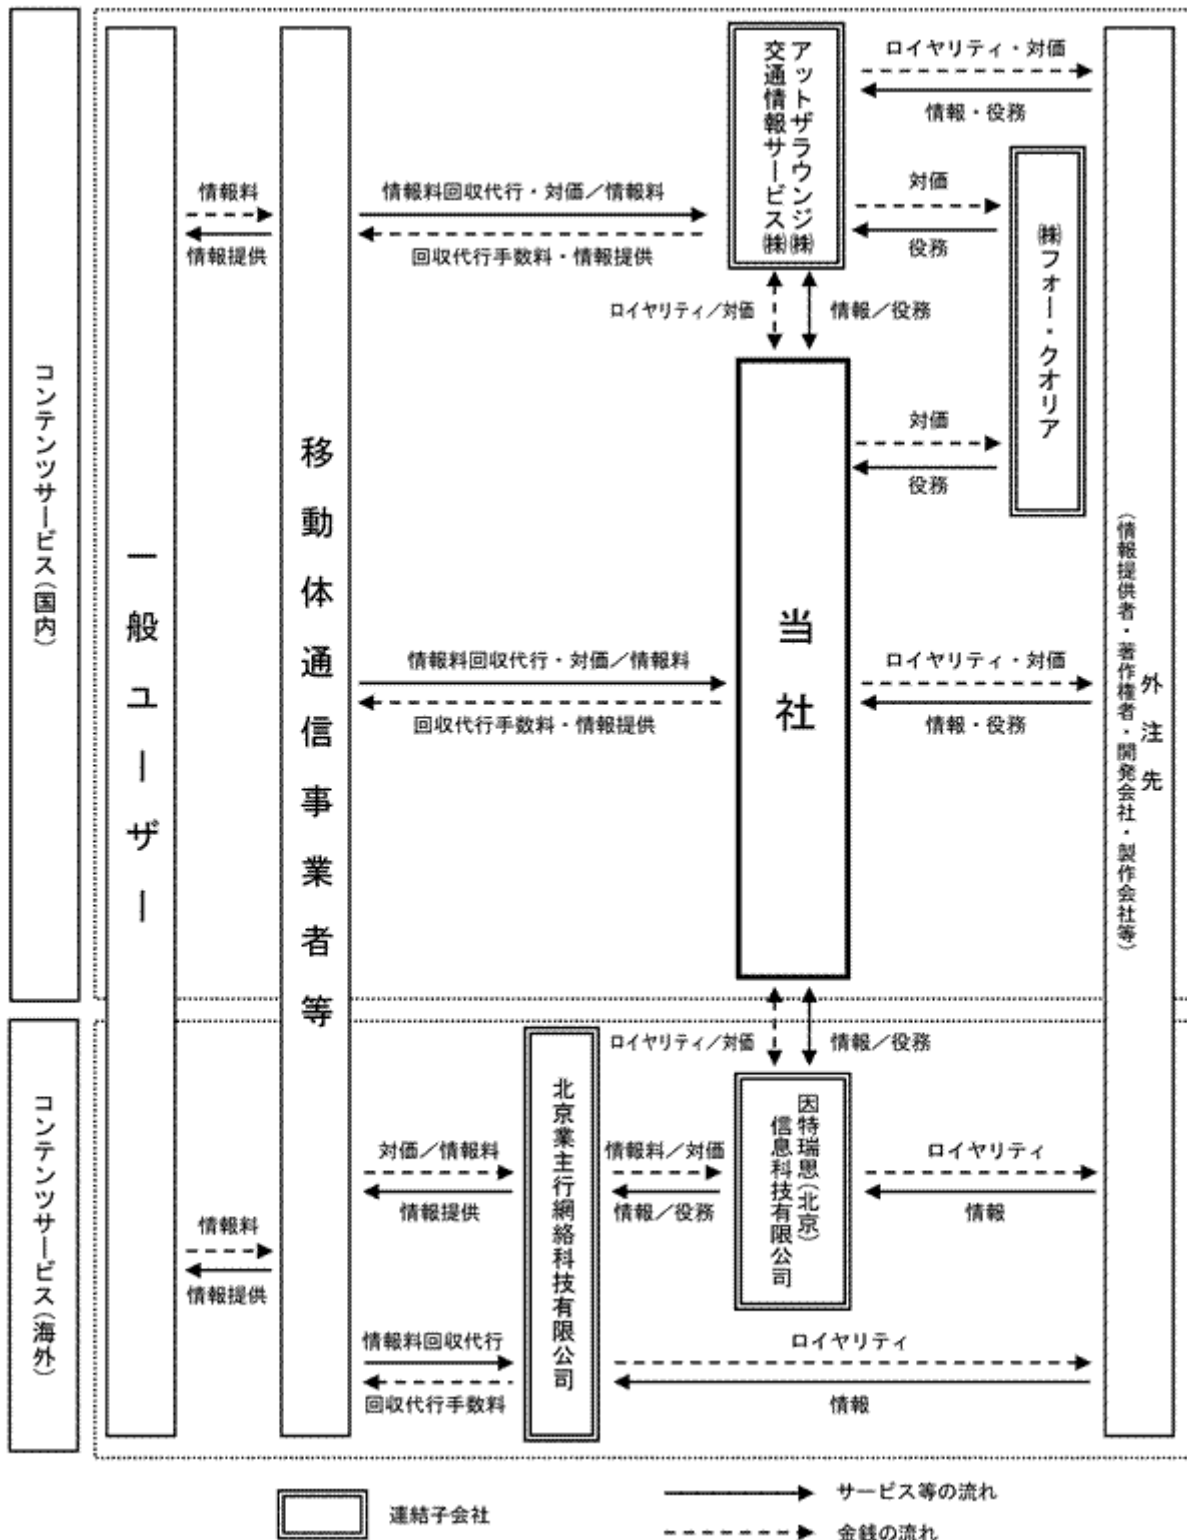 コンテンツサービス(国内)
一般ユーザー
移動体通信事業者等
アットザラウンジ㈱
交通情報サービス㈱
ロイヤリティ・対価
情報・役務
㈱フォー・クオリア
対価
役務
情報料
情報提供
情報料回収代行・対価／情報料
回収代行手数料・情報提供
ロイヤリティ／対価
情報／役務
当社
対価
役務
情報料回収代行・対価／情報料
回収代行手数料・情報提供
ロイヤリティ・対価
情報・役務
外注先
(情報提供者・著作権者・開発会社・製作会社等)
コンテンツサービス(海外)
ロイヤリティ／対価
情報／役務
北京業主行網絡科技有限公司
因特瑞思(北京)
信息科技有限公司
対価／情報料
情報提供
情報料／対価
情報／役務
ロイヤリティ
情報
情報料
情報提供
情報料回収代行
回収代行手数料
ロイヤリティ
情報
連結子会社
サービス等の流れ
金銭の流れ